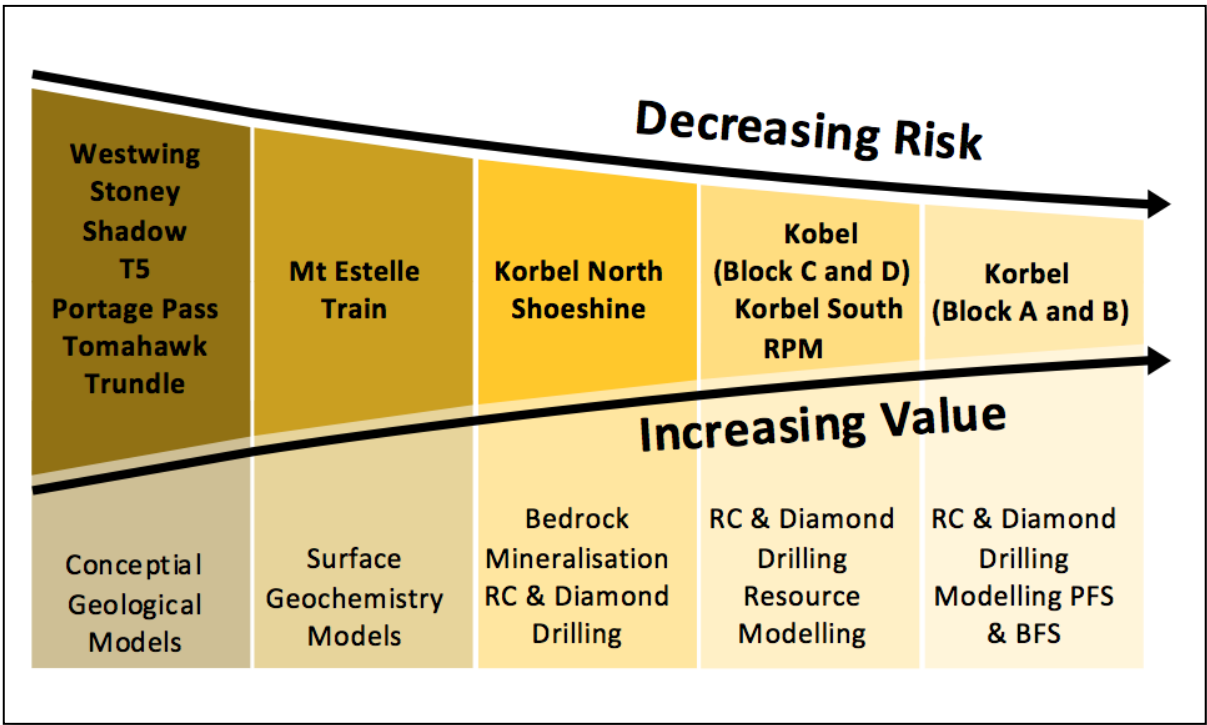 Decreasing Risk
Westwing
Stoney
Shadow
T5
Portage Pass
Tomahawk
Trundle
Mt Estelle
Train
Korbel North
Shoeshine
Kobel
(Block C and D)
Korbel South
RPM
Korbel
(Block A and B)
Increasing Value
Conceptial
Geological
Models
Surface
Geochemistry
Models
Bedrock
Mineralisation
RC & Diamond
Drilling
RC & Diamond
Drilling
Resource
Modelling
RC & Diamond
Drilling
Modelling PFS
& BFS